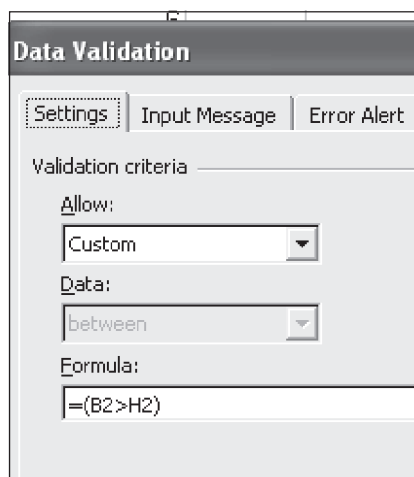 Data Validation
Settings
Input Message
Error Alert
Validation criteria
Allow:
Custom
Data:
between
Formula:
=(B2>H2)